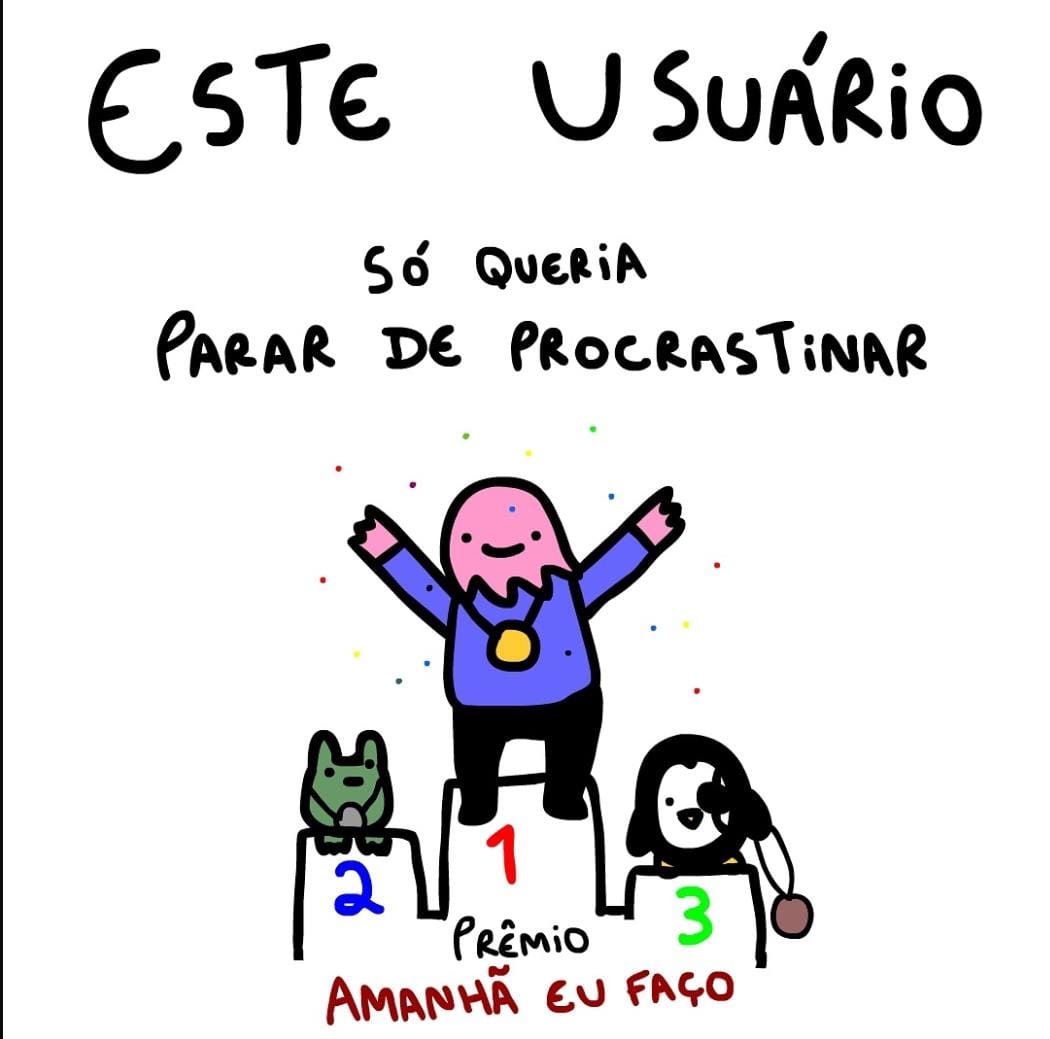 ESTE USUÁRIO
SÓ QUERIA
PARAR DE PROCRASTINAR
1
2
3
PRÊMIO
AMANHÃ EU FAÇO